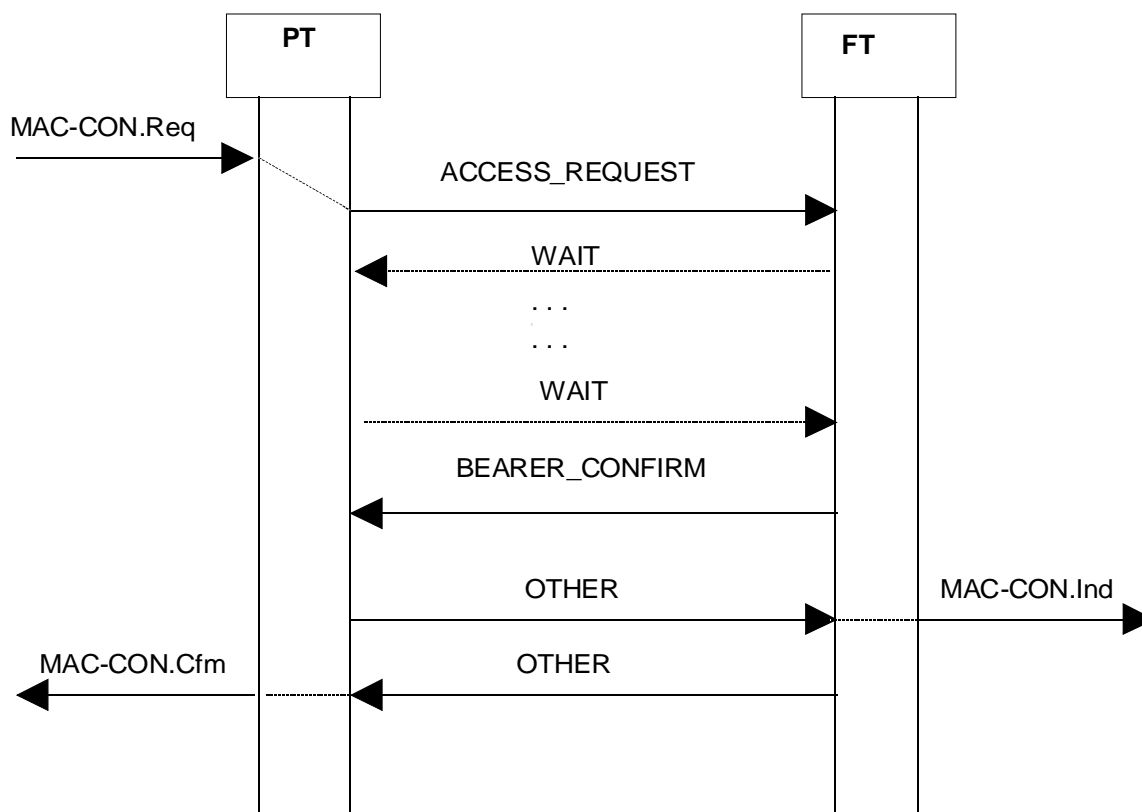 PT
FT
MAC-CON.Req
ACCESS_REQUEST
WAIT
. . .
. . .
WAIT
BEARER_CONFIRM
OTHER
MAC-CON.Ind
MAC-CON.Cfm
OTHER